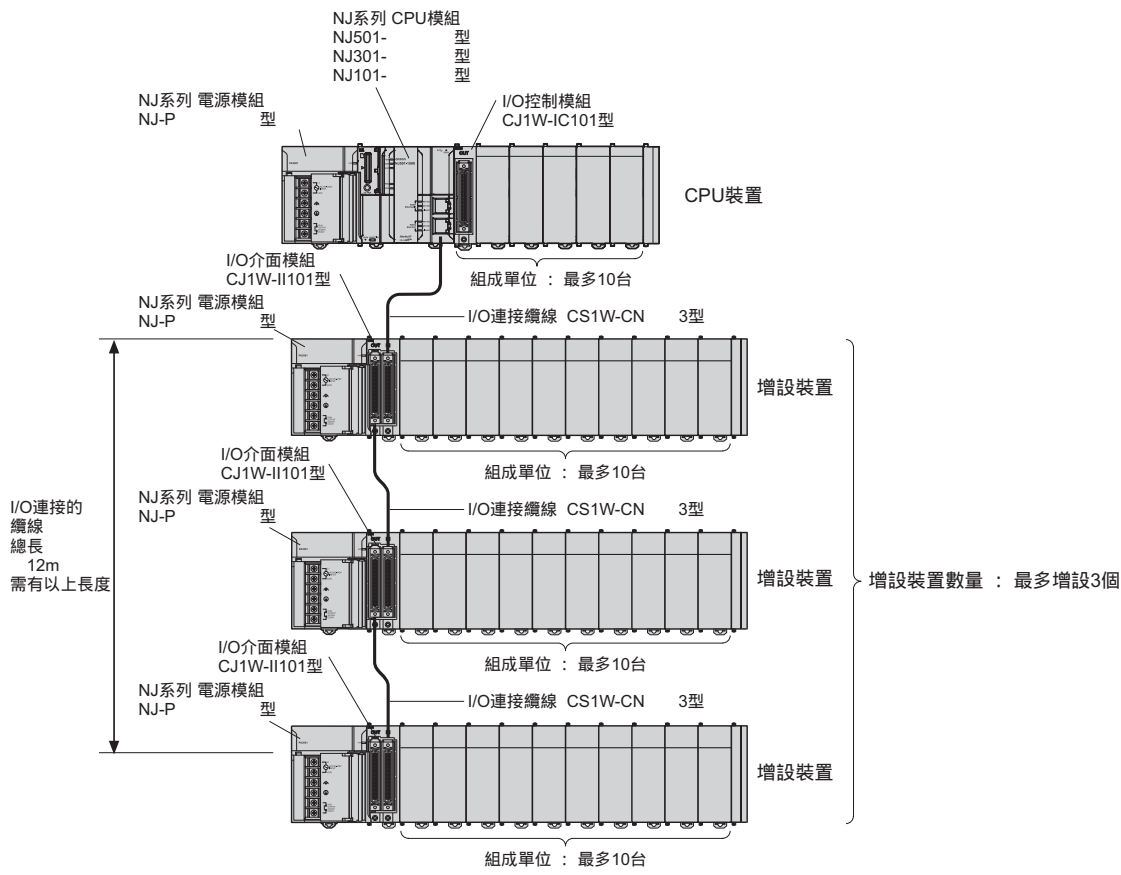 NJ系列 CPU模組
NJ501- 型
NJ301- 型
NJ101- 型
NJ系列 電源模組
NJ-P 型
I/O控制模組
CJ1W-IC101型
CPU裝置
組成單位 ： 最多10台
I/O介面模組
CJ1W-II101型
NJ系列 電源模組
NJ-P 型
I/O連接纜線 CS1W-CN 3型
增設裝置
組成單位 ： 最多10台
I/O介面模組
CJ1W-II101型
NJ系列 電源模組
NJ-P 型
I/O連接纜線 CS1W-CN 3型
I/O連接的
纜線
總長
12m
需有以上長度
增設裝置
增設裝置數量 ： 最多增設3個
組成單位 ： 最多10台
I/O介面模組
CJ1W-II101型
NJ系列 電源模組
NJ-P 型
I/O連接纜線 CS1W-CN 3型
增設裝置
組成單位 ： 最多10台